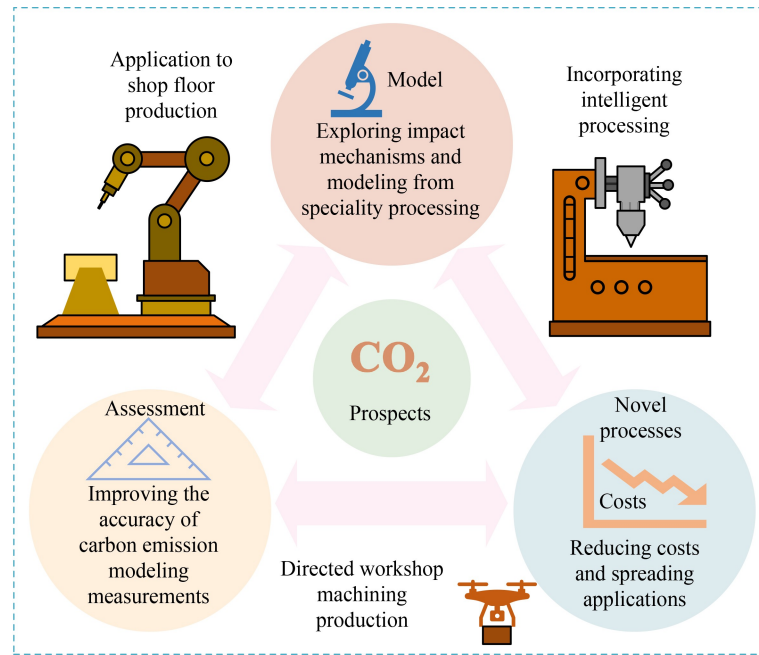 Application to
shop floor
production
Model
Exploring impact
mechanisms and
modeling from
speciality processing
Incorporating
intelligent
processing
CO₂
Prospects
Assessment
Improving the
accuracy of
carbon emission
modeling
measurements
Novel
processes
Costs
Reducing costs
and spreading
applications
Directed workshop
machining
production